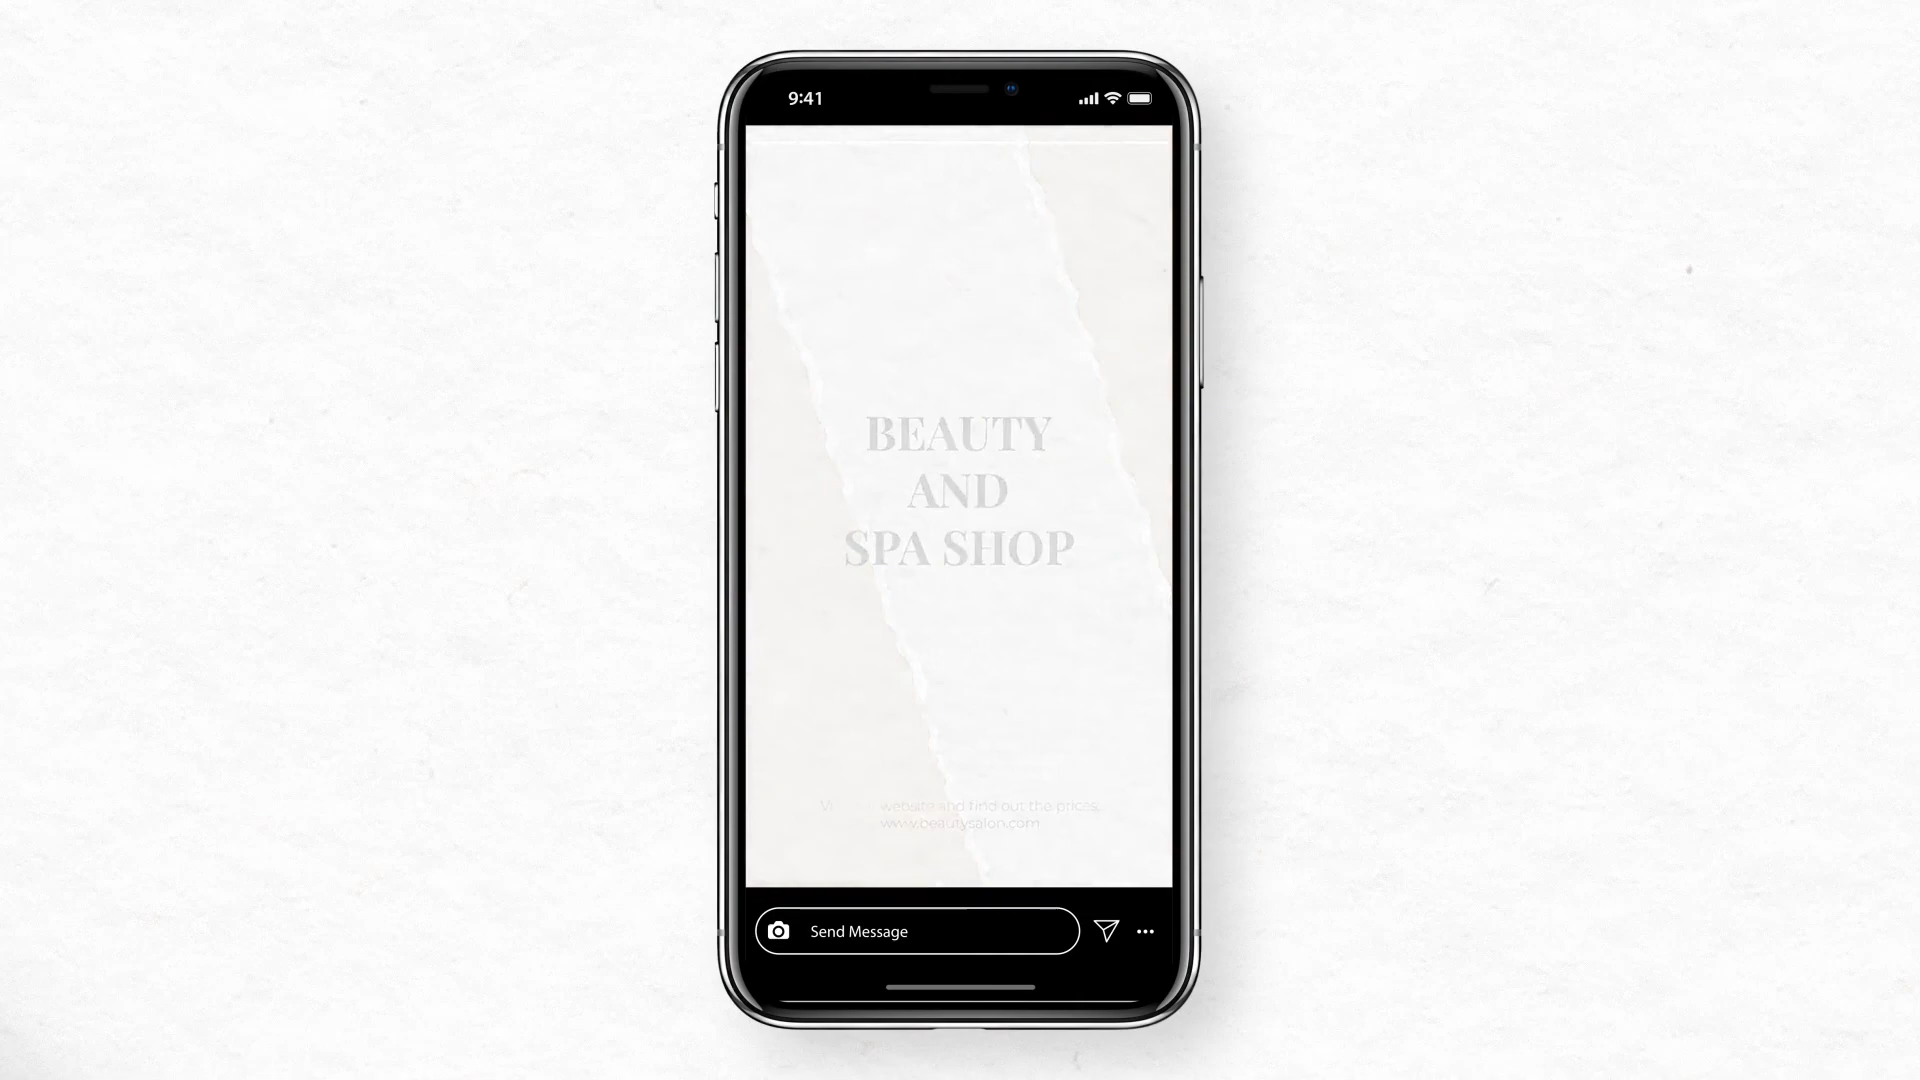 9:41
BEAUTY
AND
SPA SHOP
website and find out the prices.
www.beautysalon.com
Send Message